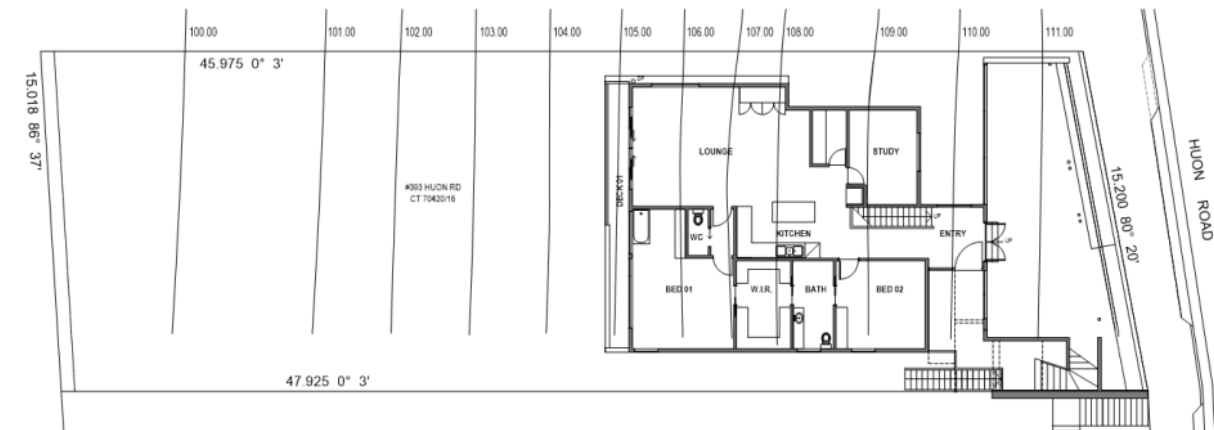 100.00 101.00 102.00 103.00 104.00 105.00 106.00 107.00 108.00 109.00 110.00 111.00
45.975 0° 3'
15.018 86° 37'
DP
LOUNGE
STUDY
#393 HUON RD
CT 70420/16
DECK 01
HUON ROAD
15.200 80° 20'
UP
WC
KITCHEN
ENTRY
UP
BED 01
W.I.R.
BATH
BED 02
47.925 0° 3'